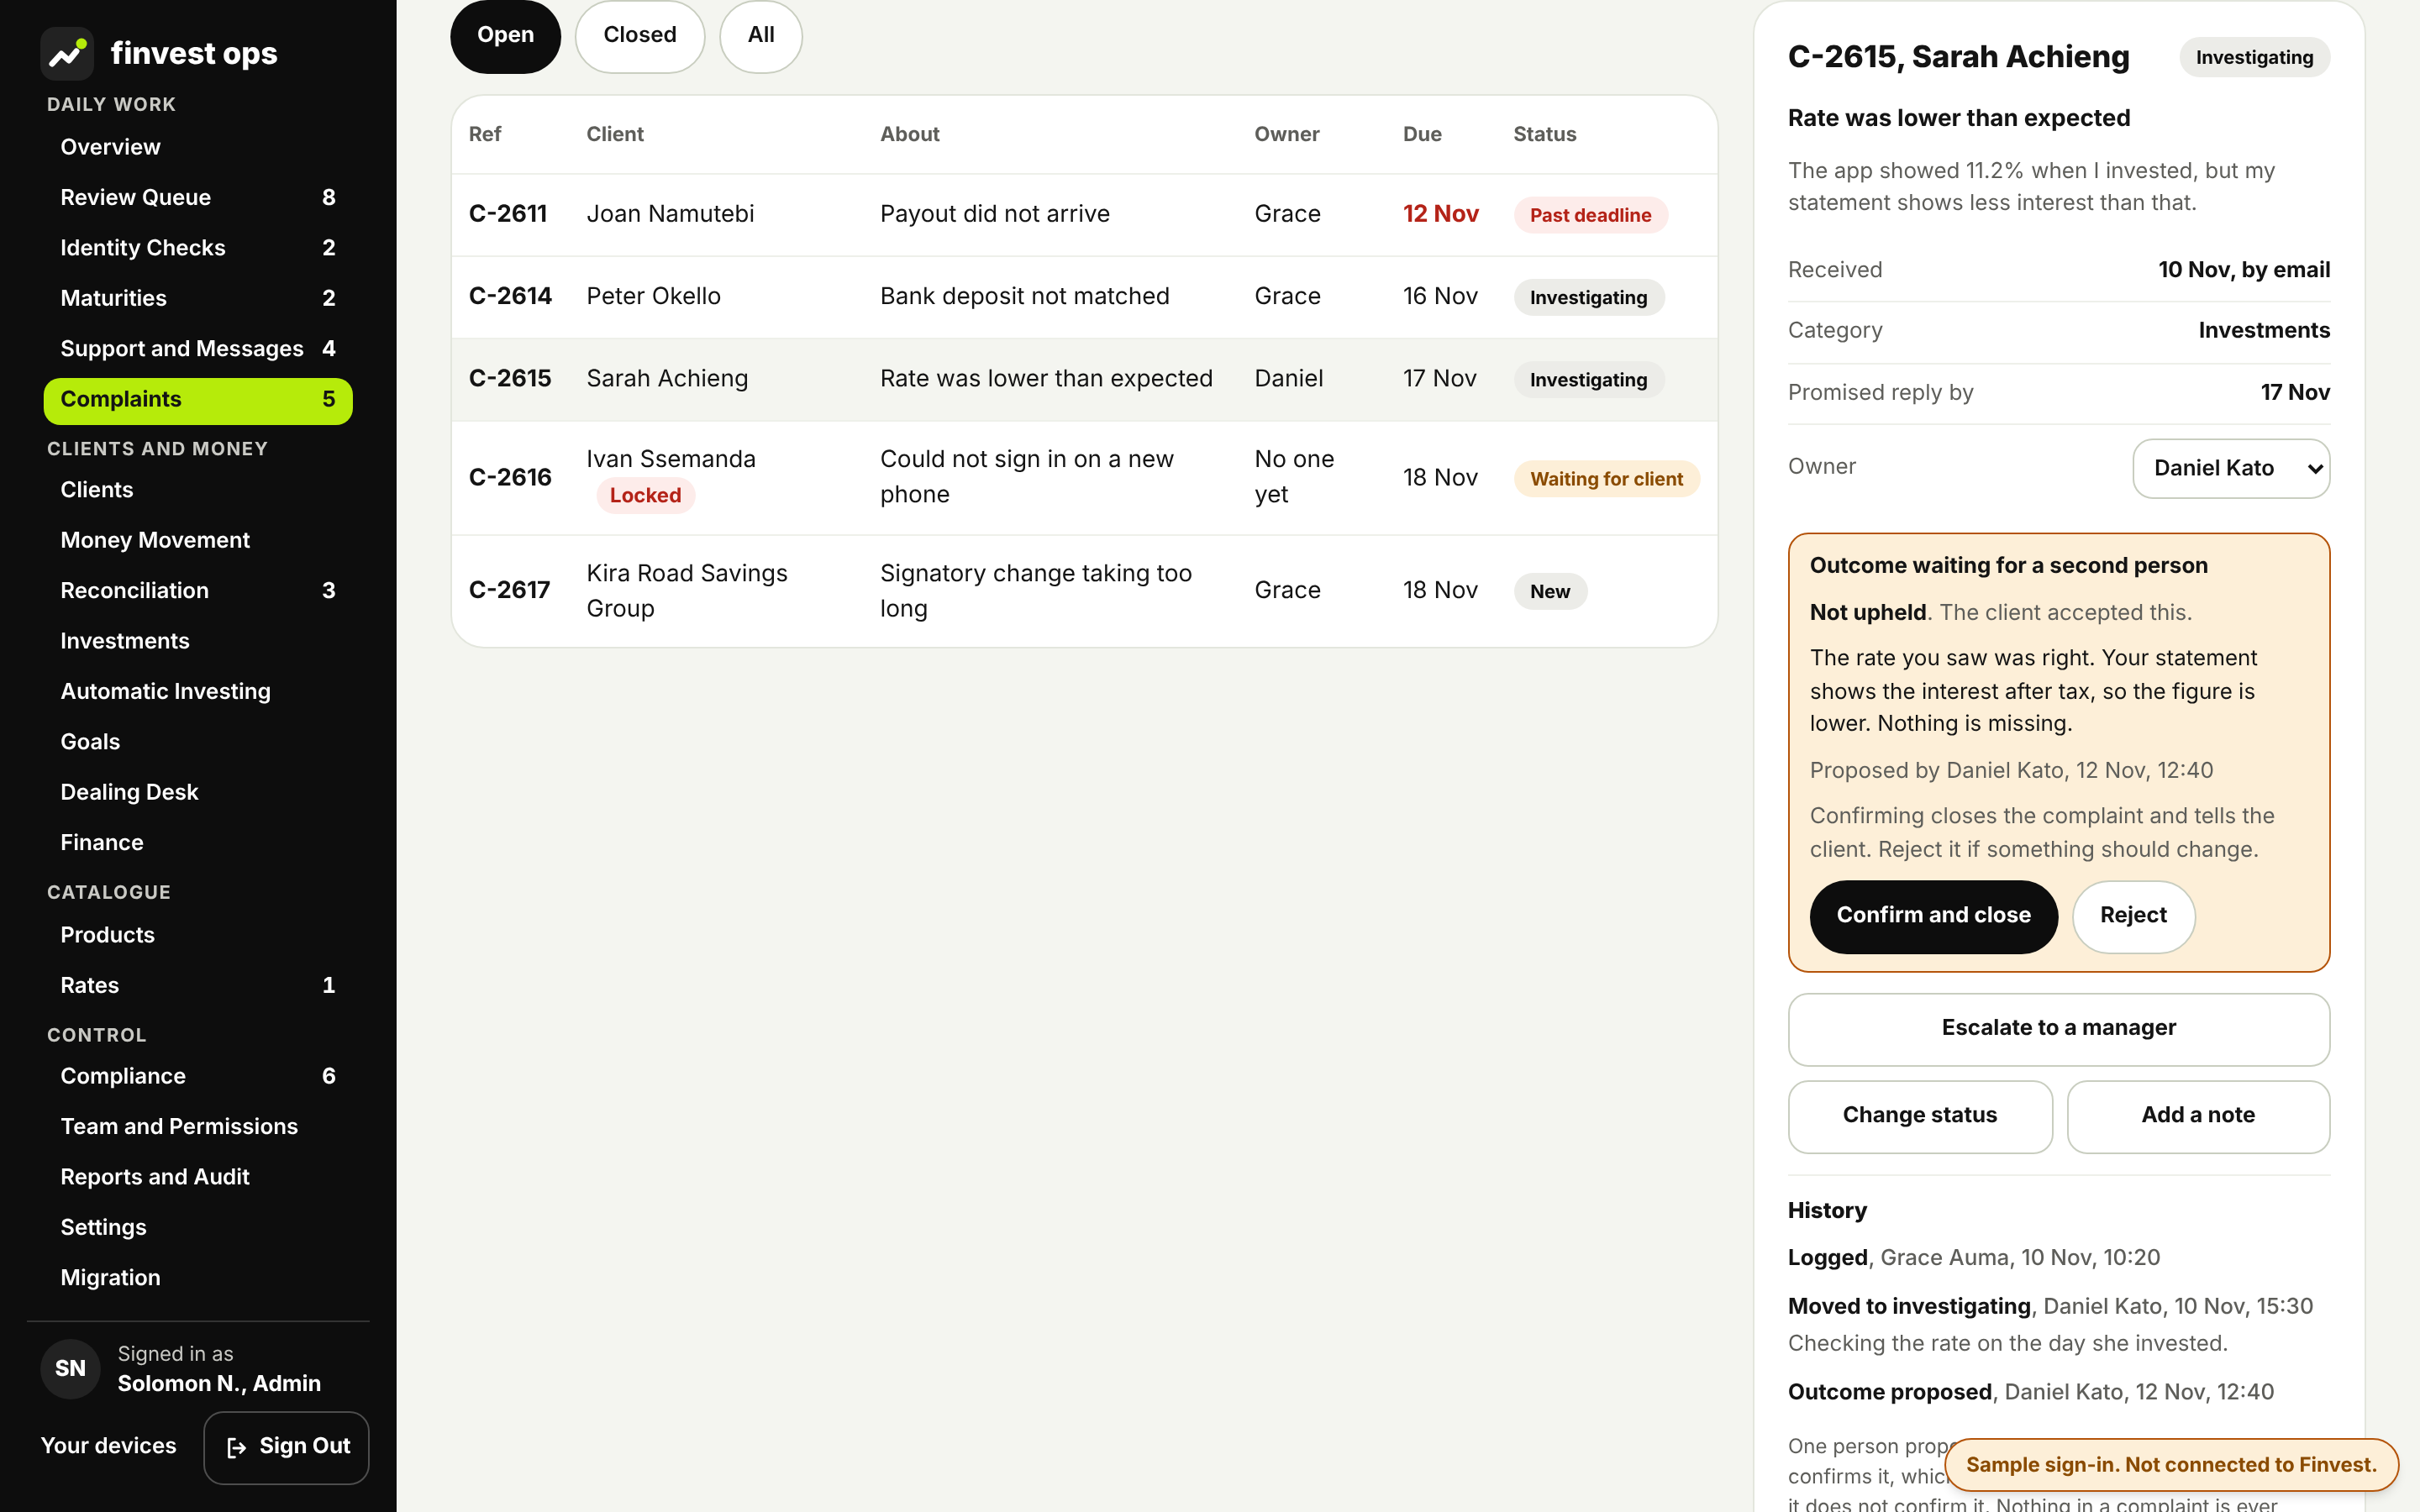 finvest ops
DAILY WORK
Overview
Review Queue 8
Identity Checks 2
Maturities 2
Support and Messages 4
Complaints 5
CLIENTS AND MONEY
Clients
Money Movement
Reconciliation 3
Investments
Automatic Investing
Goals
Dealing Desk
Finance
CATALOGUE
Products
Rates 1
CONTROL
Compliance 6
Team and Permissions
Reports and Audit
Settings
Migration
SN
Signed in as
Solomon N., Admin
Your devices
Sign Out
Open Closed All
Ref Client About Owner Due Status
C-2611 Joan Namutebi Payout did not arrive Grace 12 Nov Past deadline
C-2614 Peter Okello Bank deposit not matched Grace 16 Nov Investigating
C-2615 Sarah Achieng Rate was lower than expected Daniel 17 Nov Investigating
C-2616 Ivan Ssemanda Locked Could not sign in on a new phone No one yet 18 Nov Waiting for client
C-2617 Kira Road Savings Group Signatory change taking too long Grace 18 Nov New
C-2615, Sarah Achieng Investigating
Rate was lower than expected
The app showed 11.2% when I invested, but my
statement shows less interest than that.
Received 10 Nov, by email
Category Investments
Promised reply by 17 Nov
Owner Daniel Kato
Outcome waiting for a second person
Not upheld. The client accepted this.
The rate you saw was right. Your statement
shows the interest after tax, so the figure is
lower. Nothing is missing.
Proposed by Daniel Kato, 12 Nov, 12:40
Confirming closes the complaint and tells the
client. Reject it if something should change.
Confirm and close Reject
Escalate to a manager
Change status Add a note
History
Logged, Grace Auma, 10 Nov, 10:20
Moved to investigating, Daniel Kato, 10 Nov, 15:30
Checking the rate on the day she invested.
Outcome proposed, Daniel Kato, 12 Nov, 12:40
One person
confirms it,
it does not confirm it. Nothing in a complaint is ever
Sample sign-in. Not connected to Finvest.